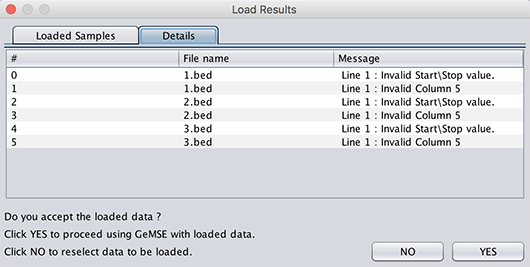 Load Results
Loaded Samples Details
# File name Message
0 1.bed Line 1 : Invalid Start\Stop value.
1 1.bed Line 1 : Invalid Column 5
2 2.bed Line 1 : Invalid Start\Stop value.
3 2.bed Line 1 : Invalid Column 5
4 3.bed Line 1 : Invalid Start\Stop value.
5 3.bed Line 1 : Invalid Column 5
Do you accept the loaded data ?
Click YES to proceed using GeMSE with loaded data.
Click NO to reselect data to be loaded.
NO YES